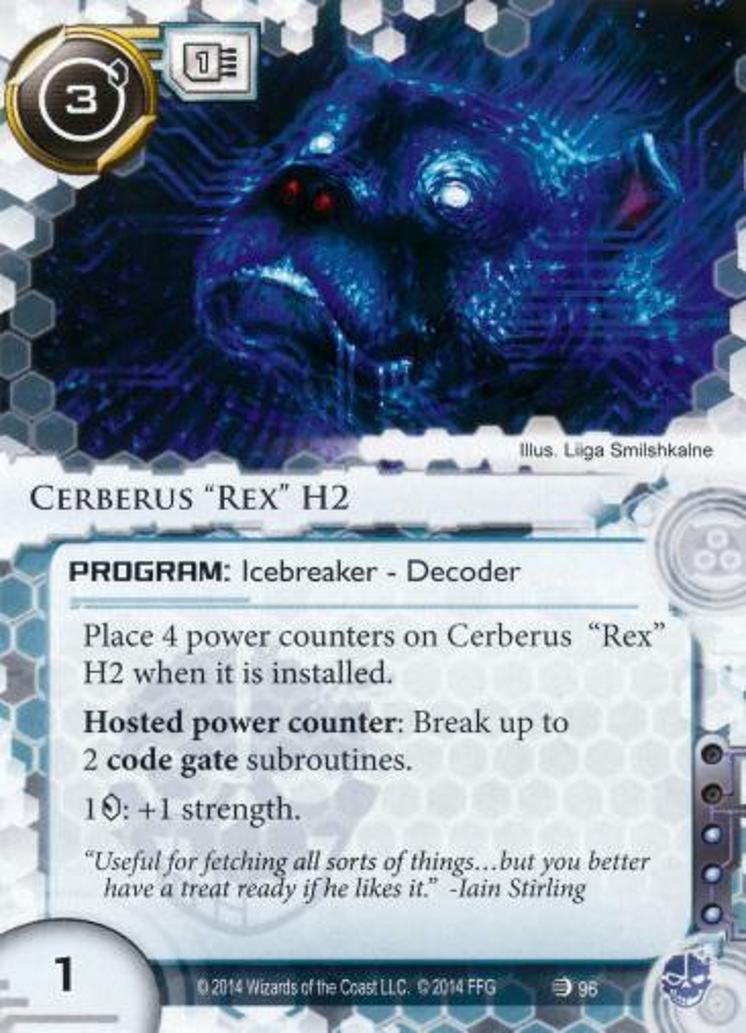 3
1
Illus. Liiga Smilshkalne
CERBERUS “REX” H2
PROGRAM: Icebreaker - Decoder
Place 4 power counters on Cerberus “Rex”
H2 when it is installed.
Hosted power counter: Break up to
2 code gate subroutines.
1: +1 strength.
“Useful for fetching all sorts of things…but you better
have a treat ready if he likes it.” -Iain Stirling
1
© 2014 Wizards of the Coast LLC. © 2014 FFG
96